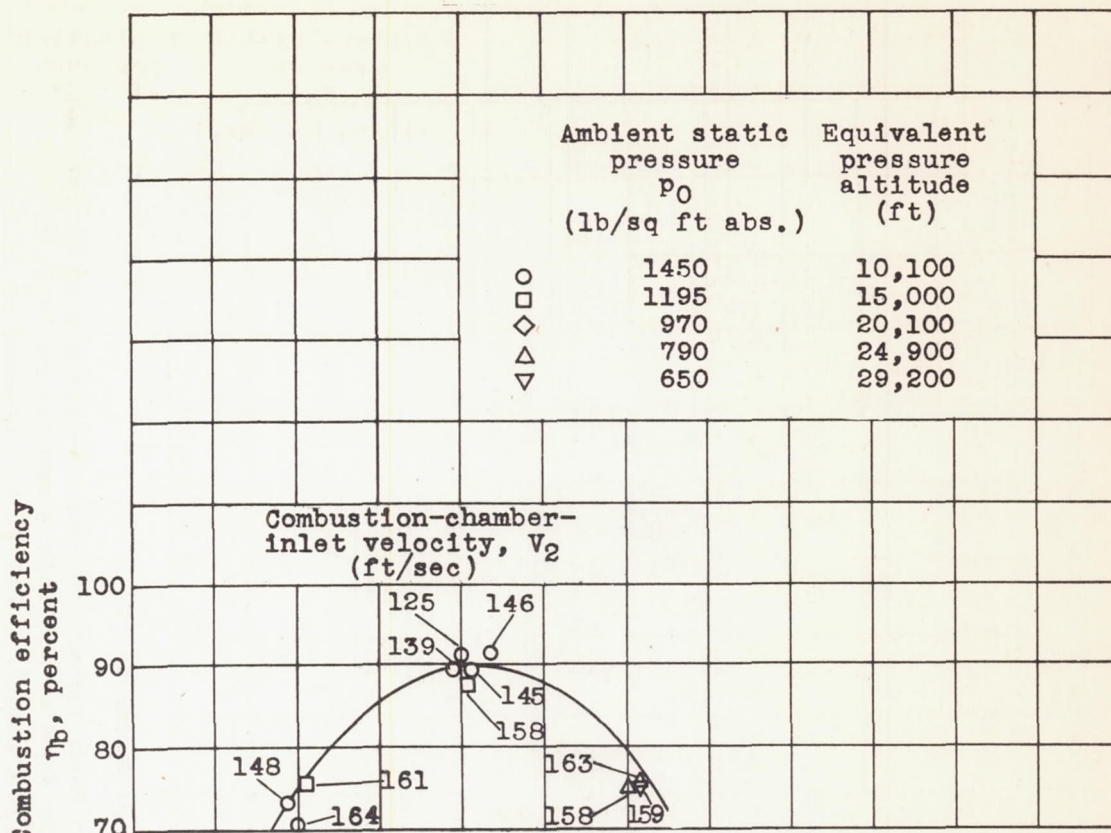 Ambient static Equivalent
pressure pressure
p0 altitude
(lb/sq ft abs.) (ft)
1450 10,100
1195 15,000
970 20,100
790 24,900
650 29,200
Combustion-chamber-
inlet velocity, V2
(ft/sec)
100
125 146
139
90
145
158
80
148 161 163
164 158 159
70
Combustion efficiency
ηb, percent